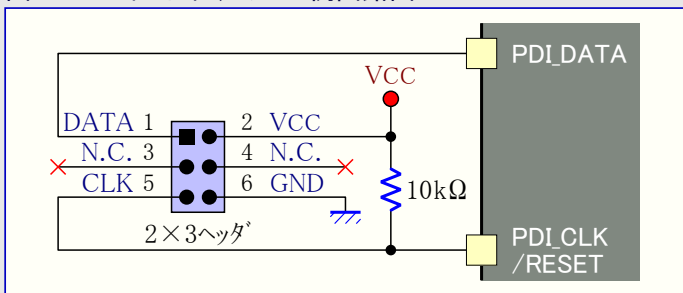 PDI_DATA
VCC
DATA 1
2 VCC
N.C. 3
4 N.C.
CLK 5
6 GND
10kΩ
2×3ヘッダ
PDI_CLK
/RESET